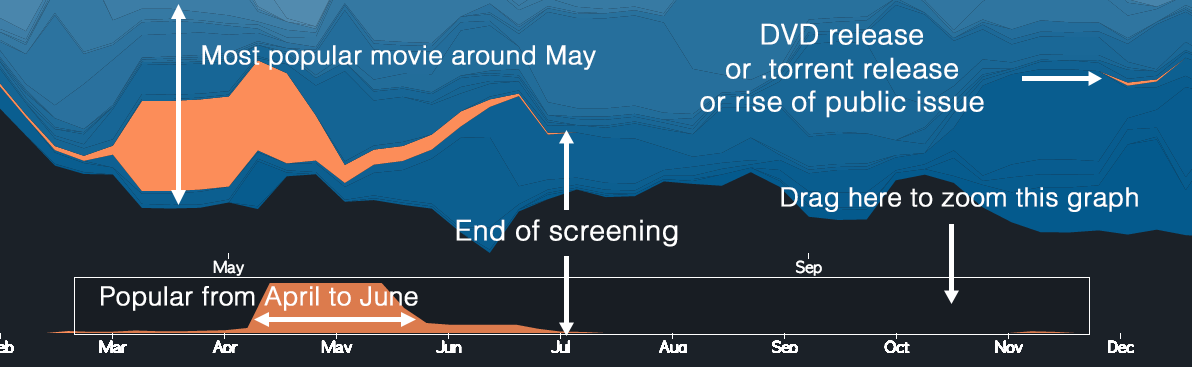 Most popular movie around May
DVD release
or .torrent release
or rise of public issue
Drag here to zoom this graph
End of screening
May
Sep
Popular from April to June
eb
Mar
Apr
May
Jun
Jul
Aug
Sep
Oct
Nov
Dec